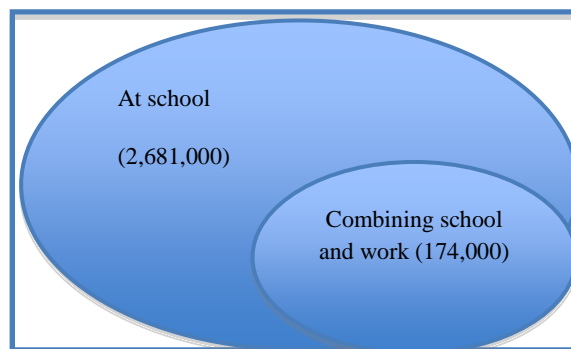 At school
(2,681,000)
Combining school
and work (174,000)